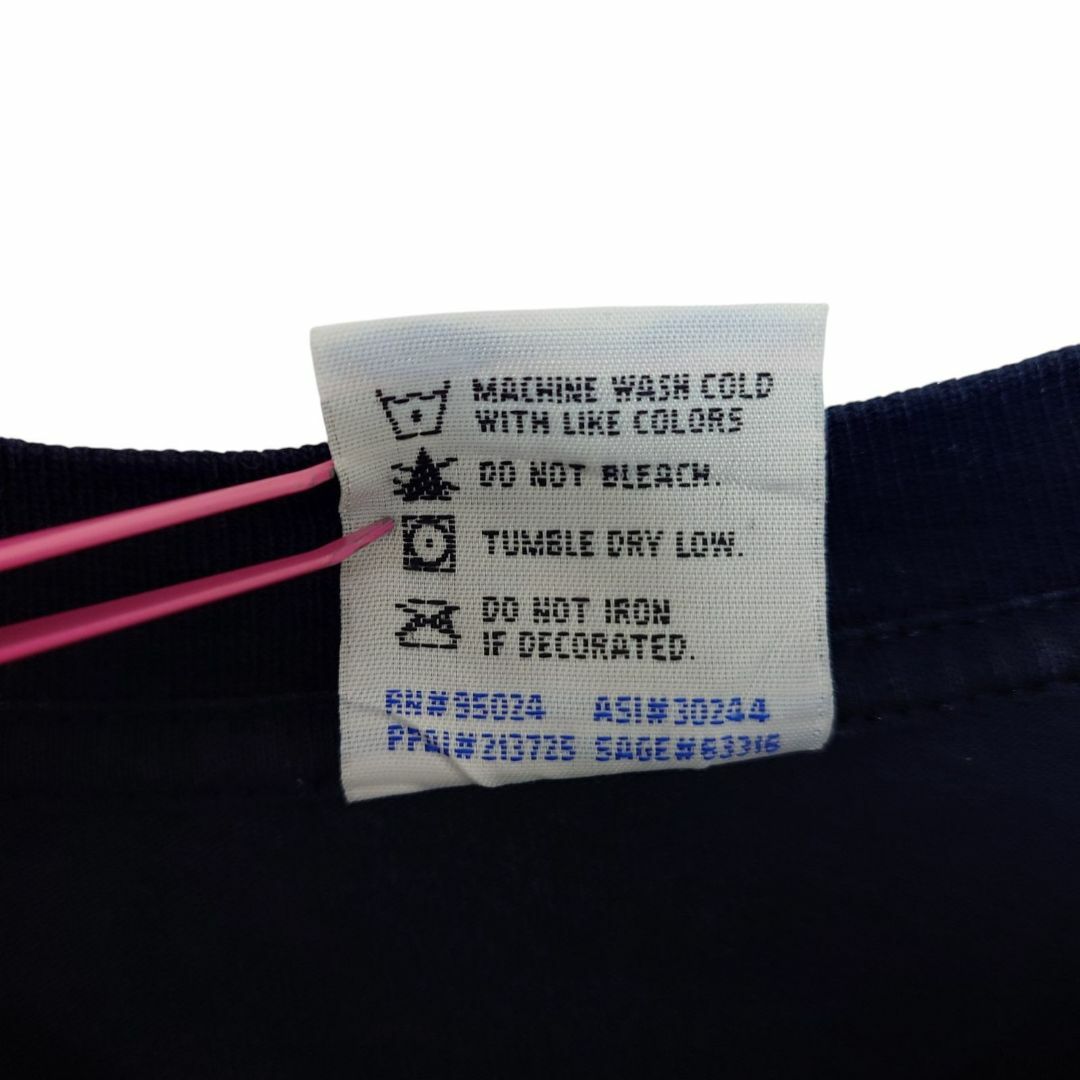 MACHINE WASH COLD
WITH LIKE COLORS
DO NOT BLEACH.
TUMBLE DRY LOW.
DO NOT IRON
IF DECORATED.
RN#95024 ASI#30244
PPAI#213725 SAGE#63316